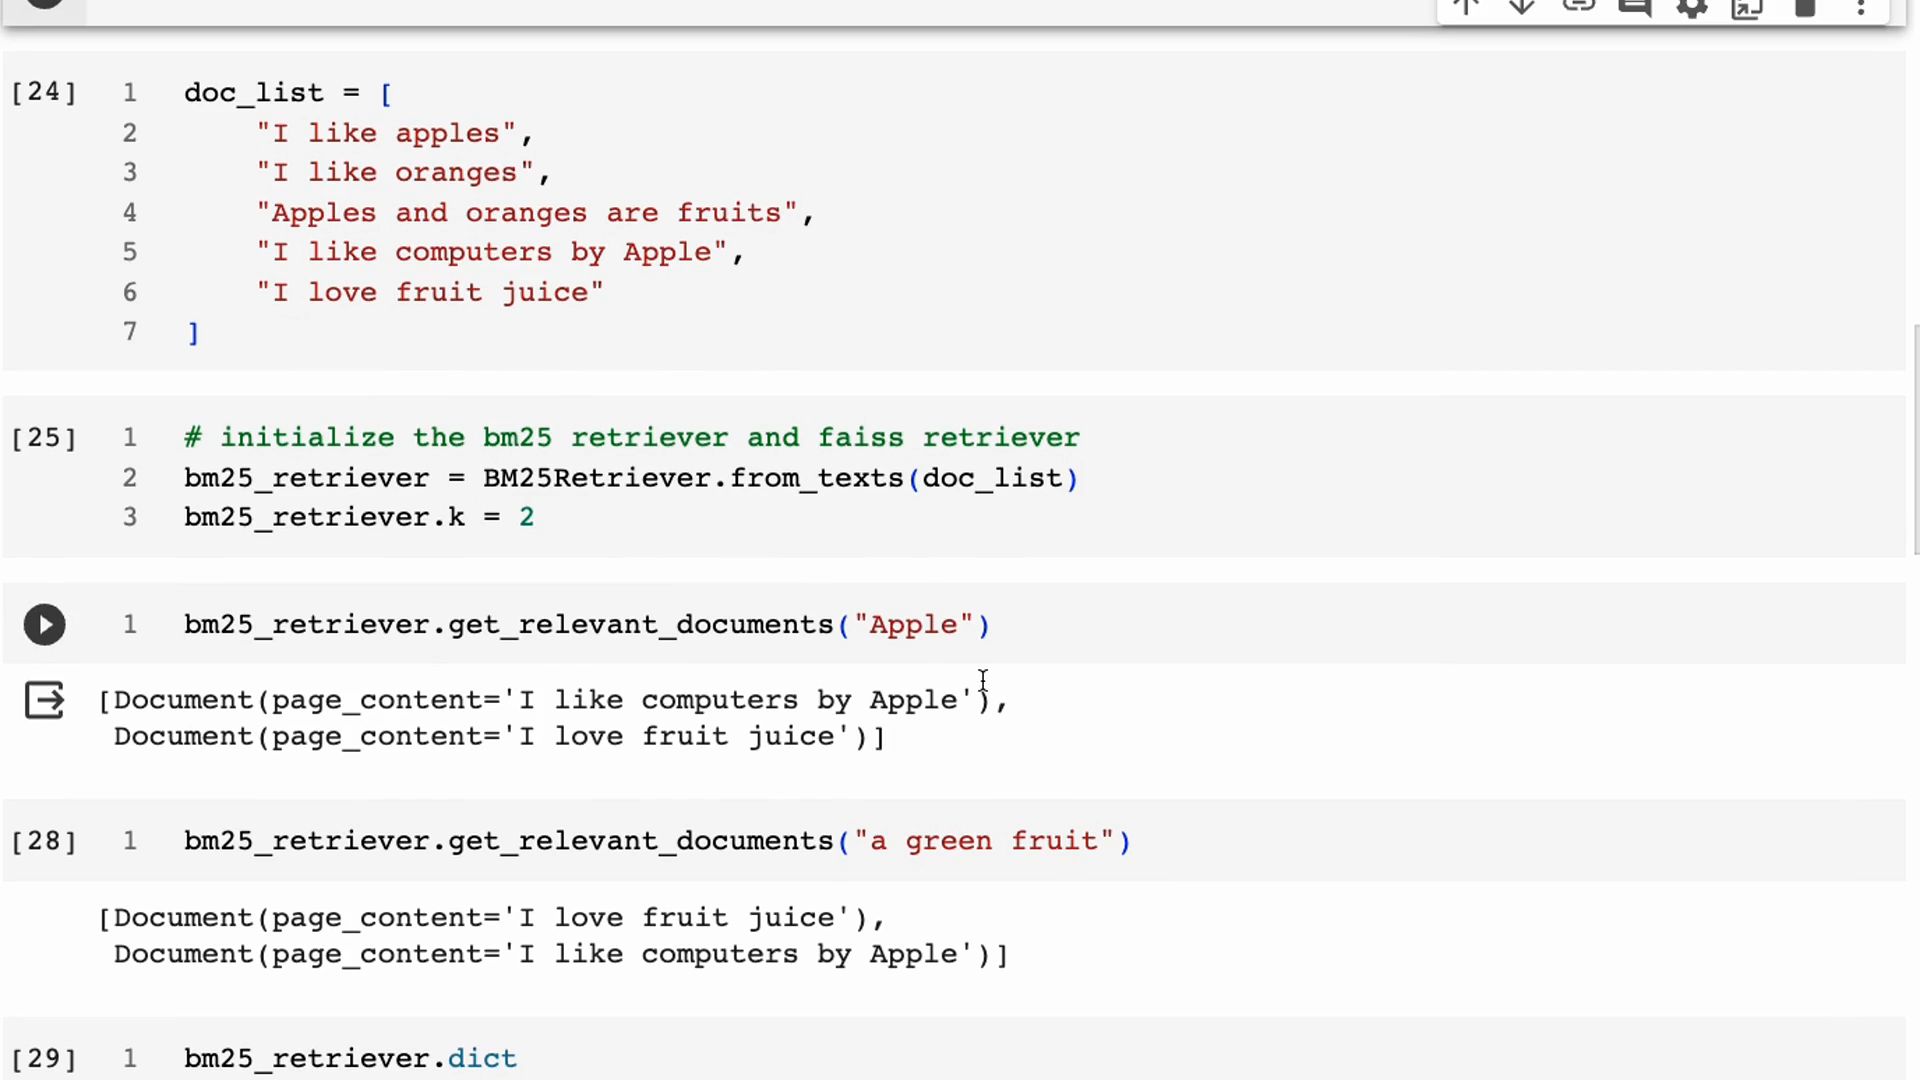 [24] 1 doc_list = [
2 "I like apples",
3 "I like oranges",
4 "Apples and oranges are fruits",
5 "I like computers by Apple",
6 "I love fruit juice"
7 ]
[25] 1 # initialize the bm25 retriever and faiss retriever
2 bm25_retriever = BM25Retriever.from_texts(doc_list)
3 bm25_retriever.k = 2
1 bm25_retriever.get_relevant_documents("Apple")
[Document(page_content='I like computers by Apple'),
Document(page_content='I love fruit juice')]
[28] 1 bm25_retriever.get_relevant_documents("a green fruit")
[Document(page_content='I love fruit juice'),
Document(page_content='I like computers by Apple')]
[29] 1 bm25_retriever.dict